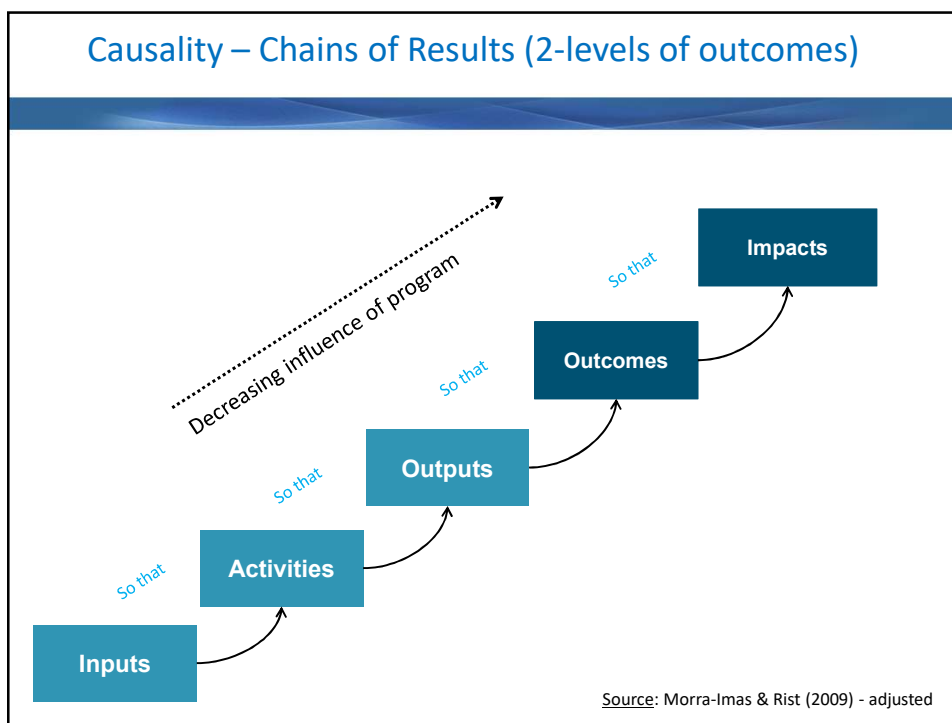 Causality – Chains of Results (2-levels of outcomes)
Decreasing influence of program
Impacts
So that
Outcomes
So that
Outputs
So that
Activities
So that
Inputs
Source: Morra-Imas & Rist (2009) - adjusted